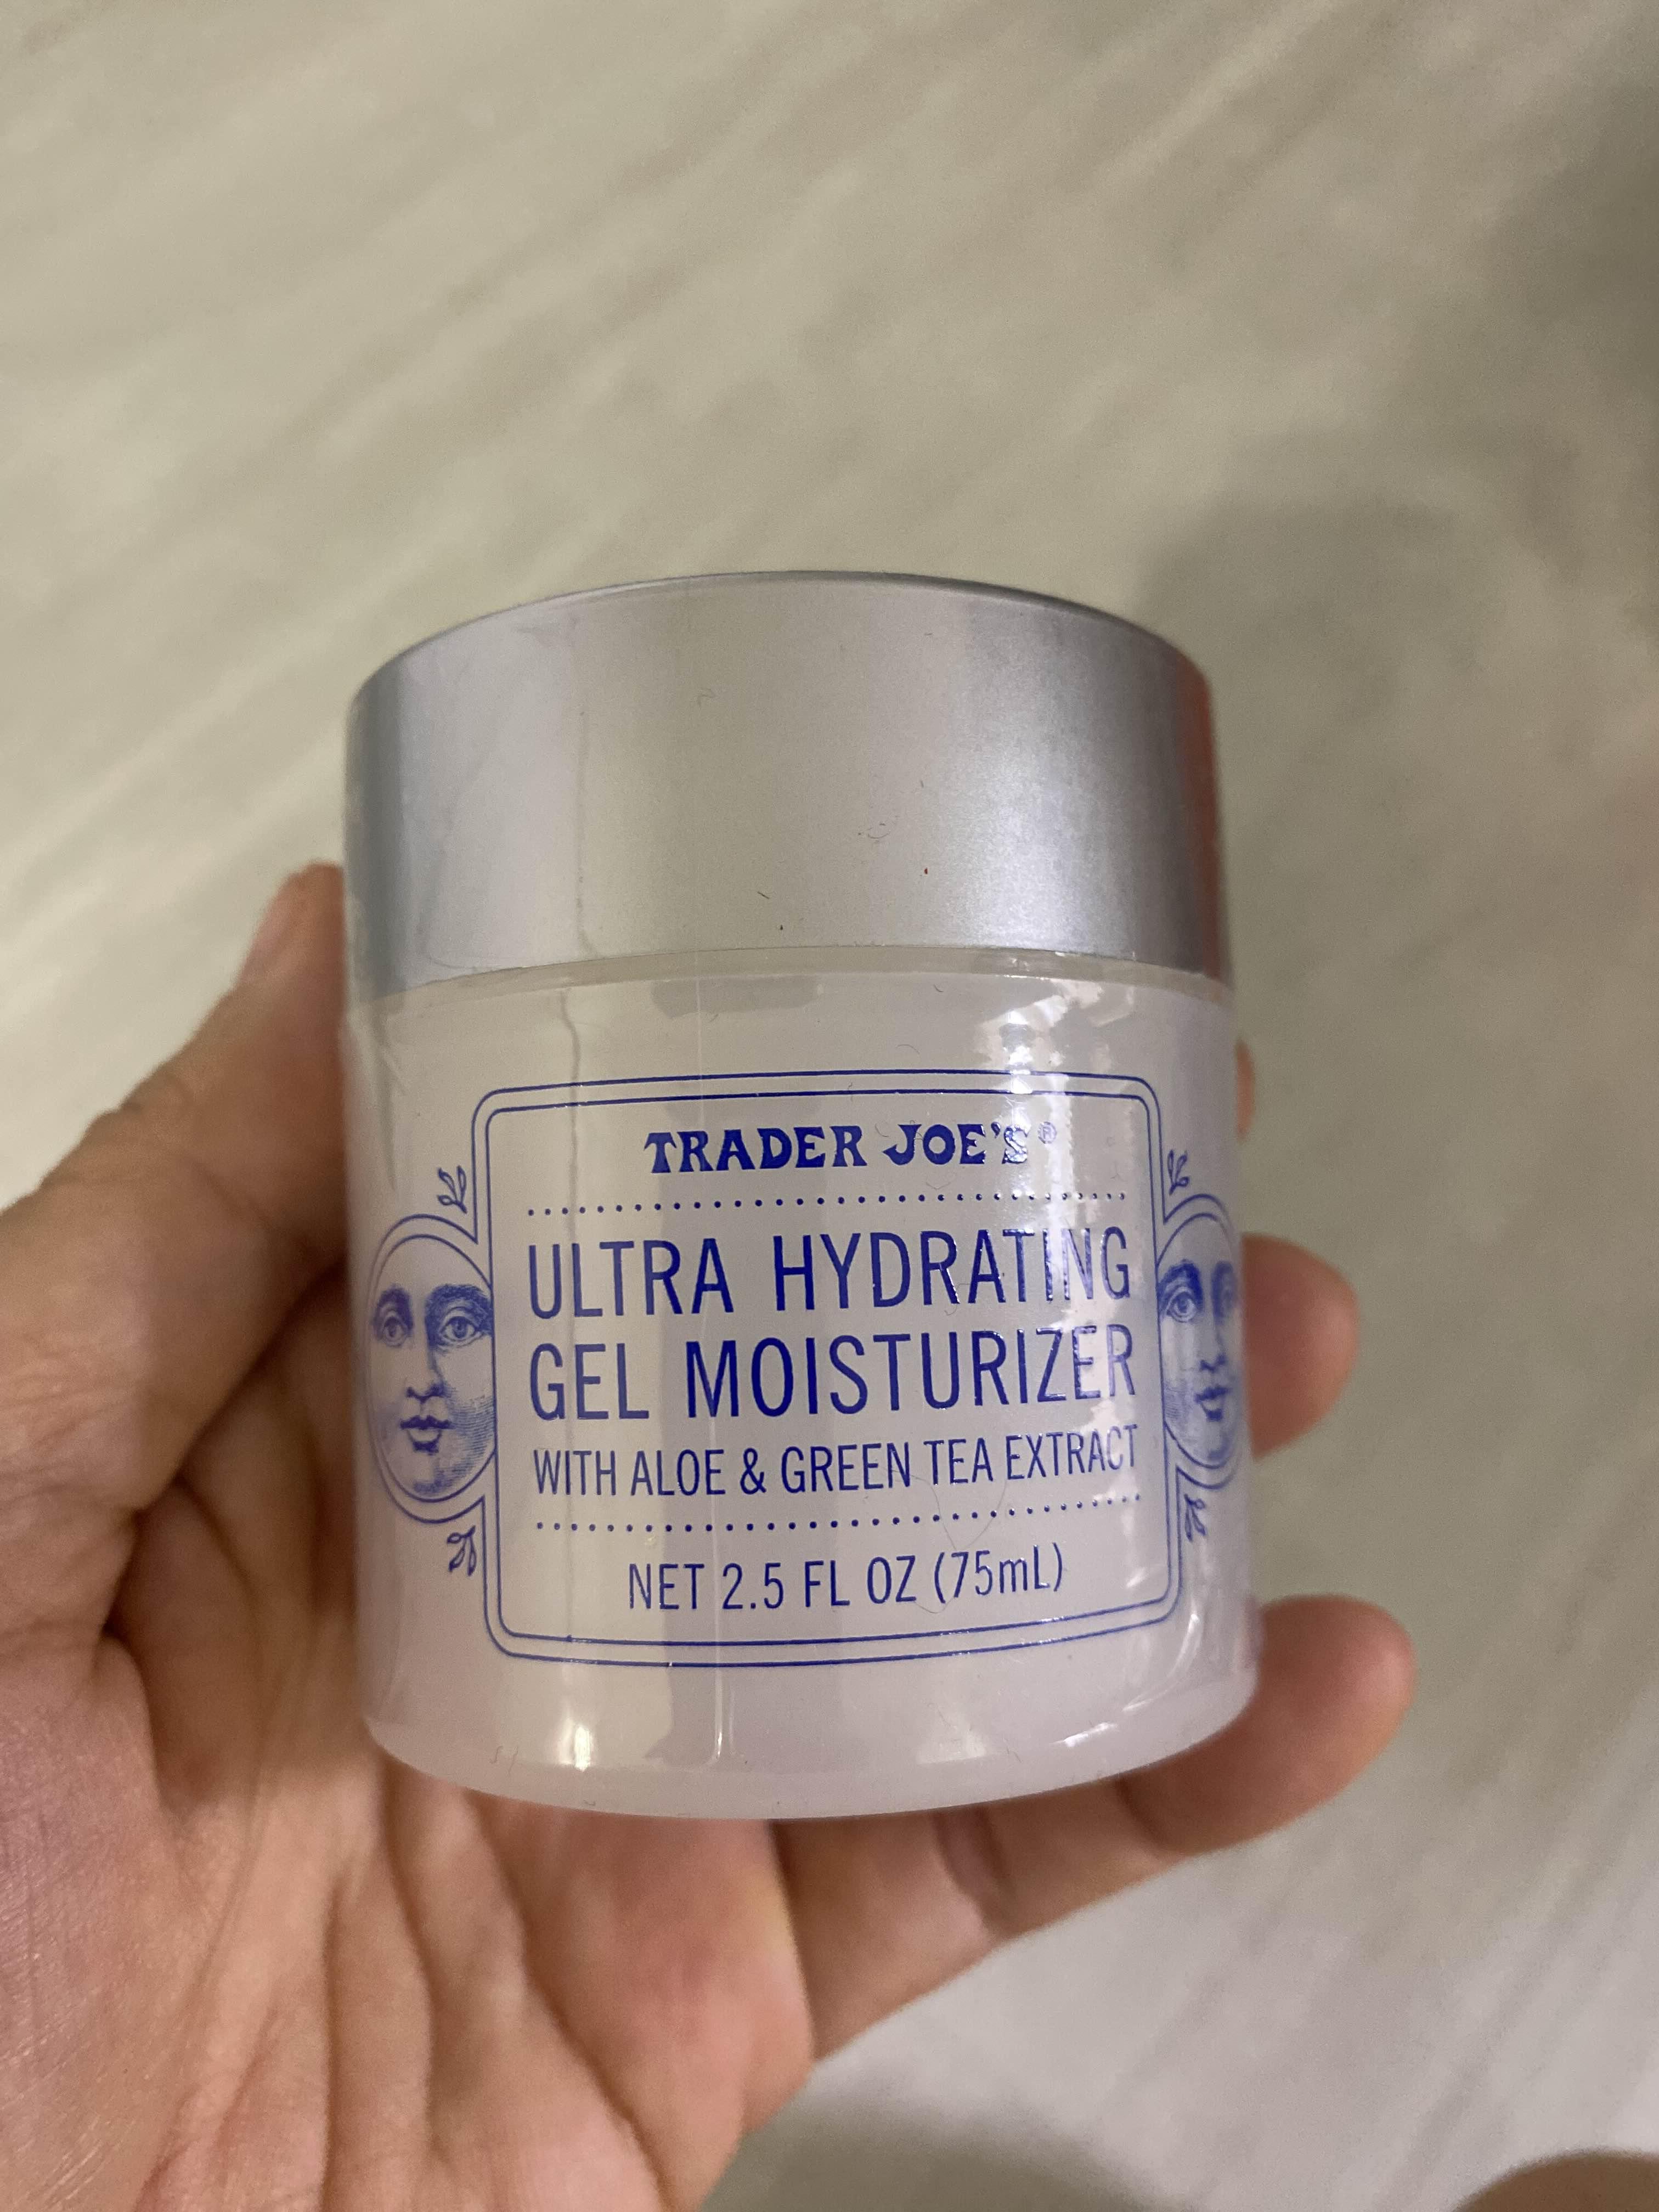 TRADER JOE'S®
ULTRA HYDRATING
GEL MOISTURIZER
WITH ALOE & GREEN TEA EXTRACT
NET 2.5 FL OZ (75mL)